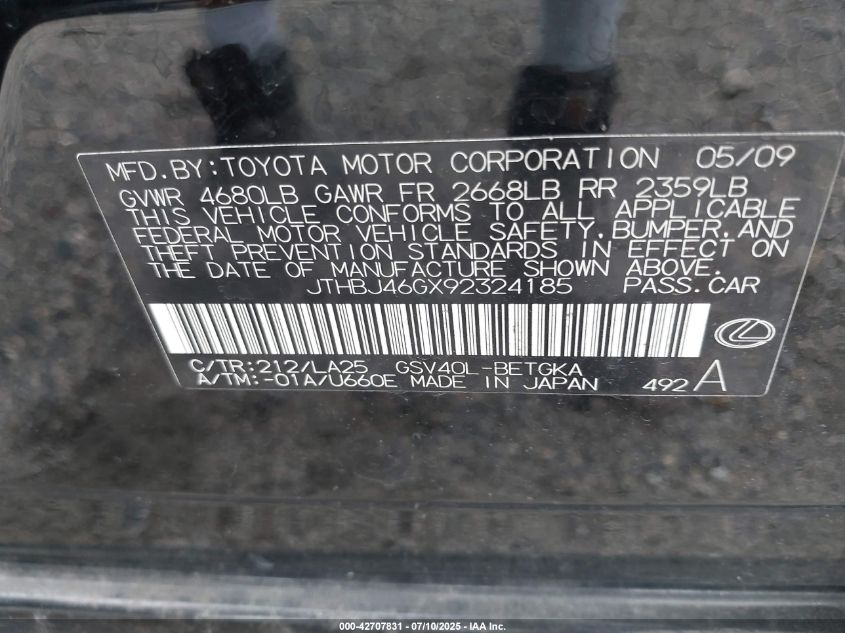 MFD.BY:TOYOTA MOTOR CORPORATION 05/09
GVWR 4680LB GAWR FR 2668LB RR 2359LB
THIS VEHICLE CONFORMS TO ALL APPLICABLE
FEDERAL MOTOR VEHICLE SAFETY,BUMPER,AND
THEFT PREVENTION STANDARDS IN EFFECT ON
THE DATE OF MANUFACTURE SHOWN ABOVE.
JTHBJ46GX92324185 PASS.CAR
C/TR:212/LA25 GSV40L-BETGKA
A/TM:-01A/U660E MADE IN JAPAN 492 A
000-42707831 - 07/10/2025 - IAA Inc.